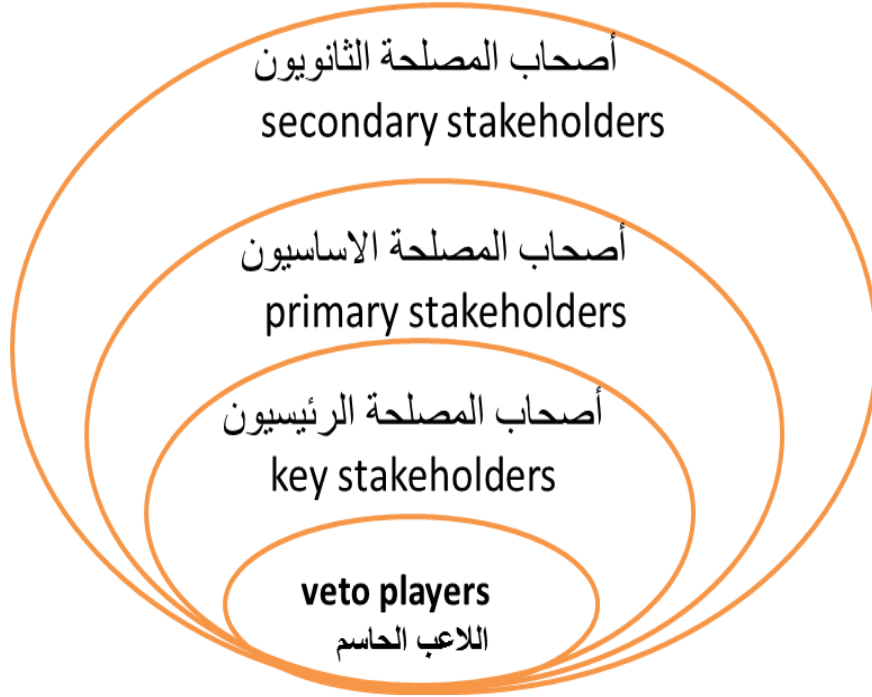 أصحاب المصلحة الثانويون
secondary stakeholders
أصحاب المصلحة الاساسيون
primary stakeholders
أصحاب المصلحة الرئيسيون
key stakeholders
veto players
اللاعب الحاسم